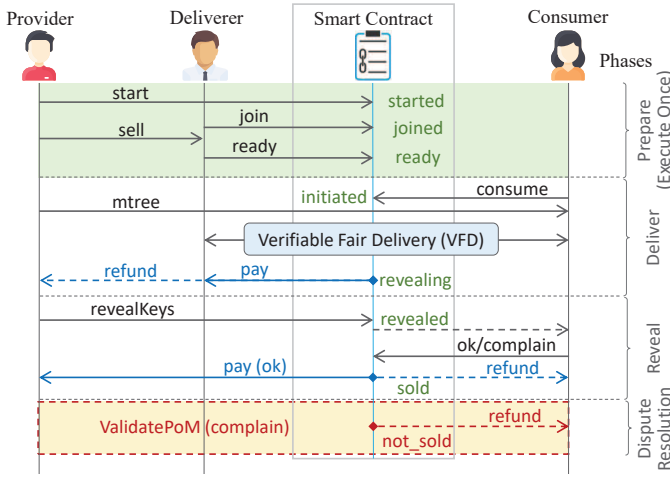 Provider Deliverer Smart Contract Consumer
Phases
start started
join joined
sell
ready ready
Prepare
(Execute Once)
initiated consume
mtree
Verifiable Fair Delivery (VFD)
refund pay revealing
Deliver
revealKeys revealed
ok/complain
pay (ok) refund
sold
Reveal
refund
ValidatePoM (complain)
not_sold
Dispute
Resolution